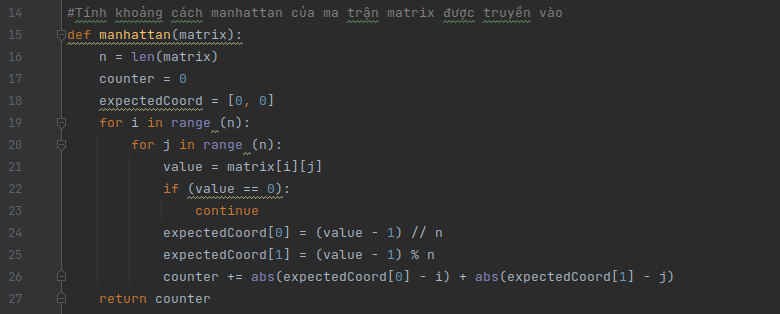 14 #Tính khoảng cách manhattan của ma trận matrix được truyền vào
15 def manhattan(matrix):
16     n = len(matrix)
17     counter = 0
18     expectedCoord = [0, 0]
19     for i in range (n):
20         for j in range (n):
21             value = matrix[i][j]
22             if (value == 0):
23                 continue
24             expectedCoord[0] = (value - 1) // n
25             expectedCoord[1] = (value - 1) % n
26             counter += abs(expectedCoord[0] - i) + abs(expectedCoord[1] - j)
27     return counter